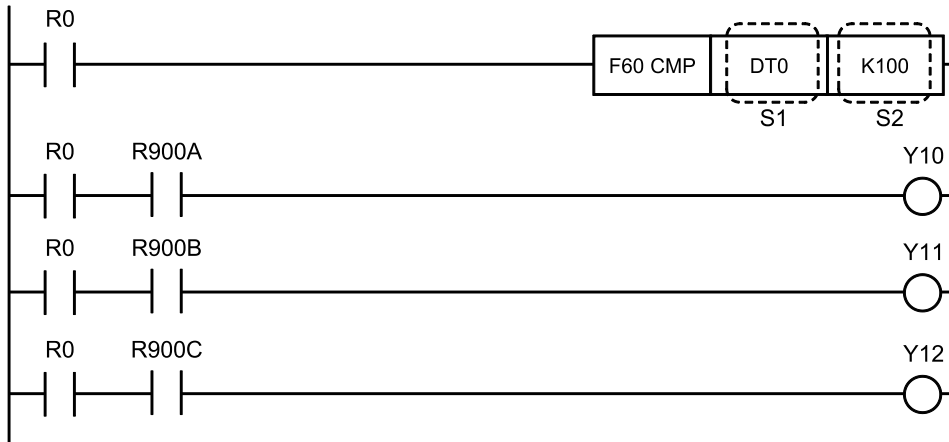 R0
F60 CMP DT0 K100
S1 S2
R0 R900A Y10
R0 R900B Y11
R0 R900C Y12